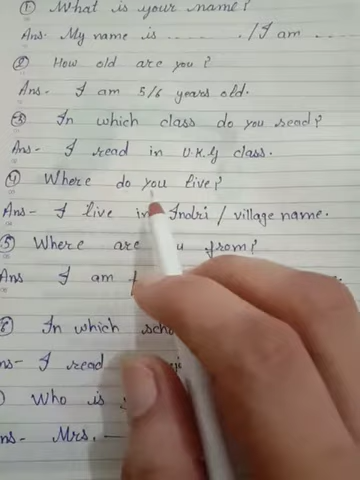 ① What is your name?
Ans. My name is ......... . / I am ....
② How old are you?
Ans- I am 5/6 years old.
③ In which class do you read?
Ans- I read in U.K.G class.
④ Where do you live?
Ans- I live in Indri / village name.
⑤ Where are from?
Ans I am
⑥ In which
Ans- I read
Who is
Ans- Mrs. —